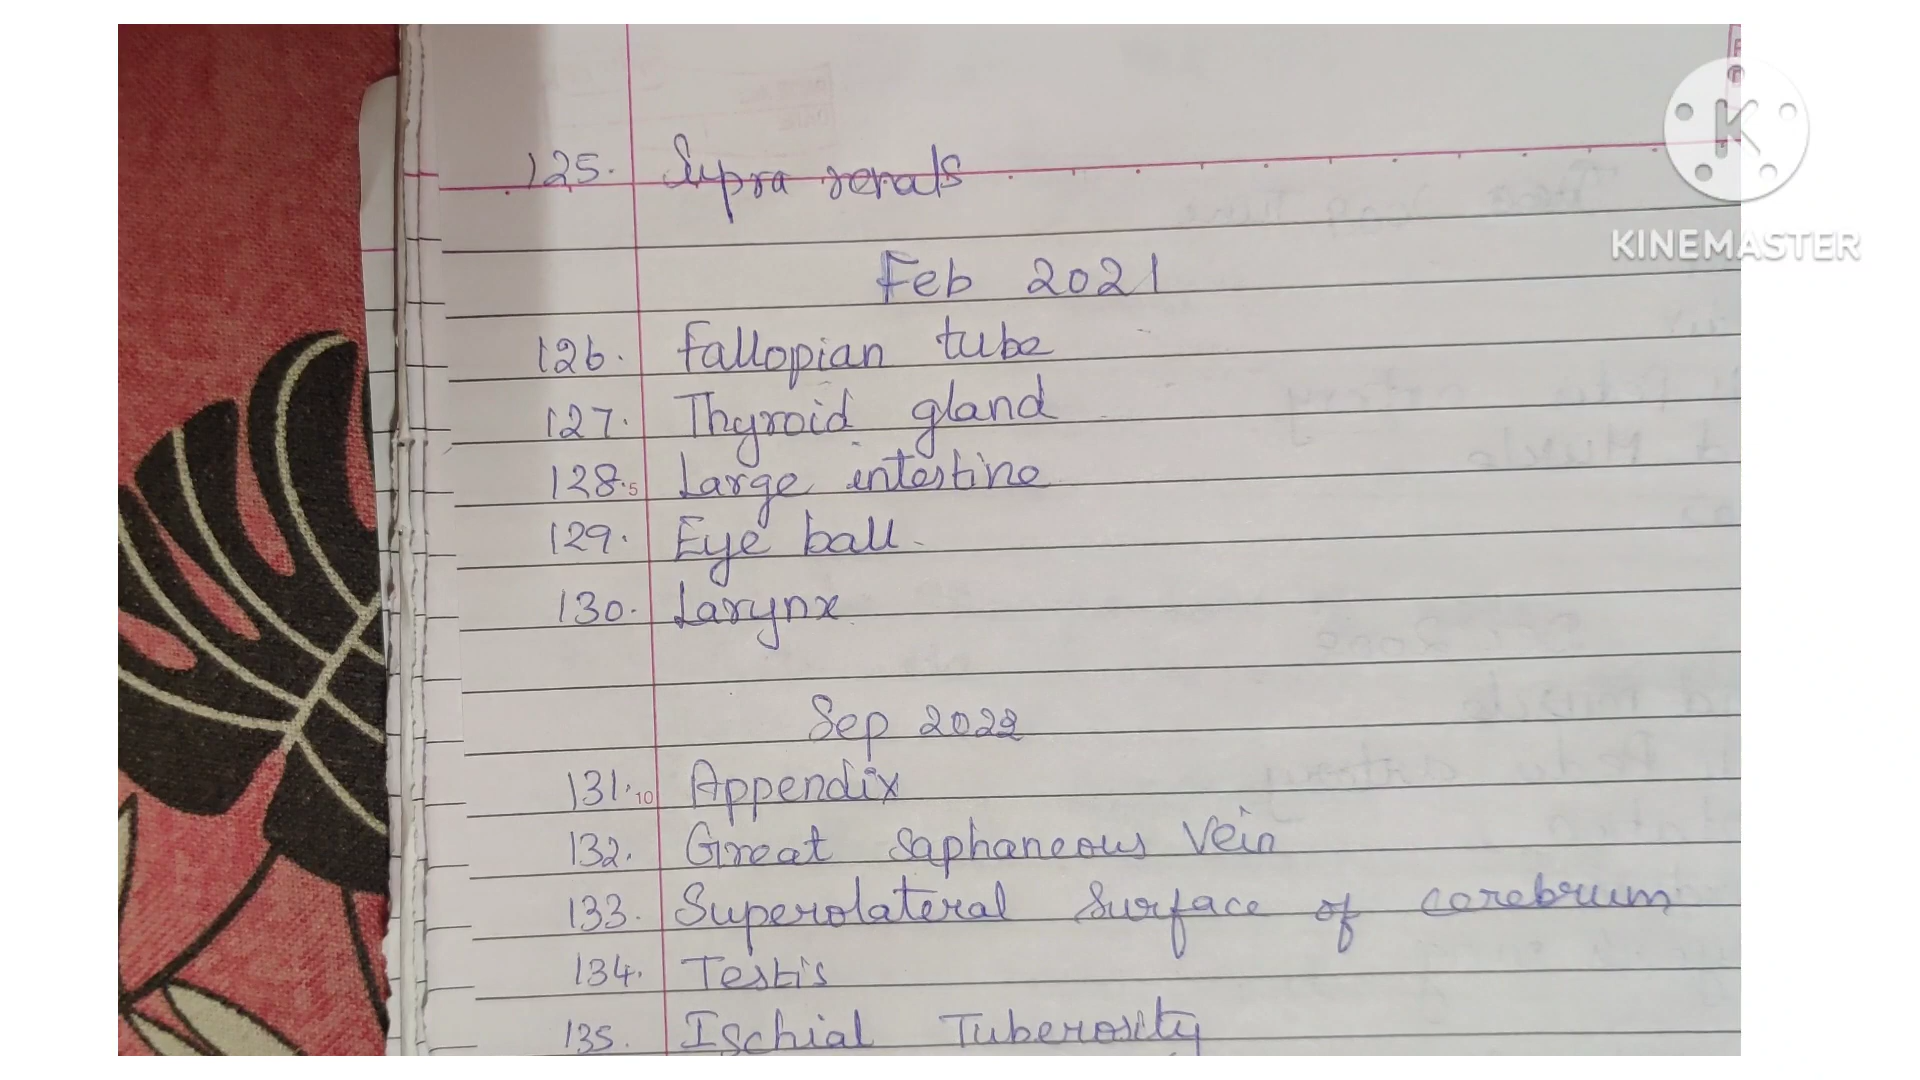 125. Supra renals
KINEMASTER
Feb 2021
126. Fallopian tube
127. Thyroid gland
128. 5 Large intestine
129. Eye ball.
130. Larynx
Sep 2022
131. 10 Appendix
132. Great saphaneous Vein
133. Superolateral Surface of cerebrum
134. Testis
135. Ischial Tuberosity